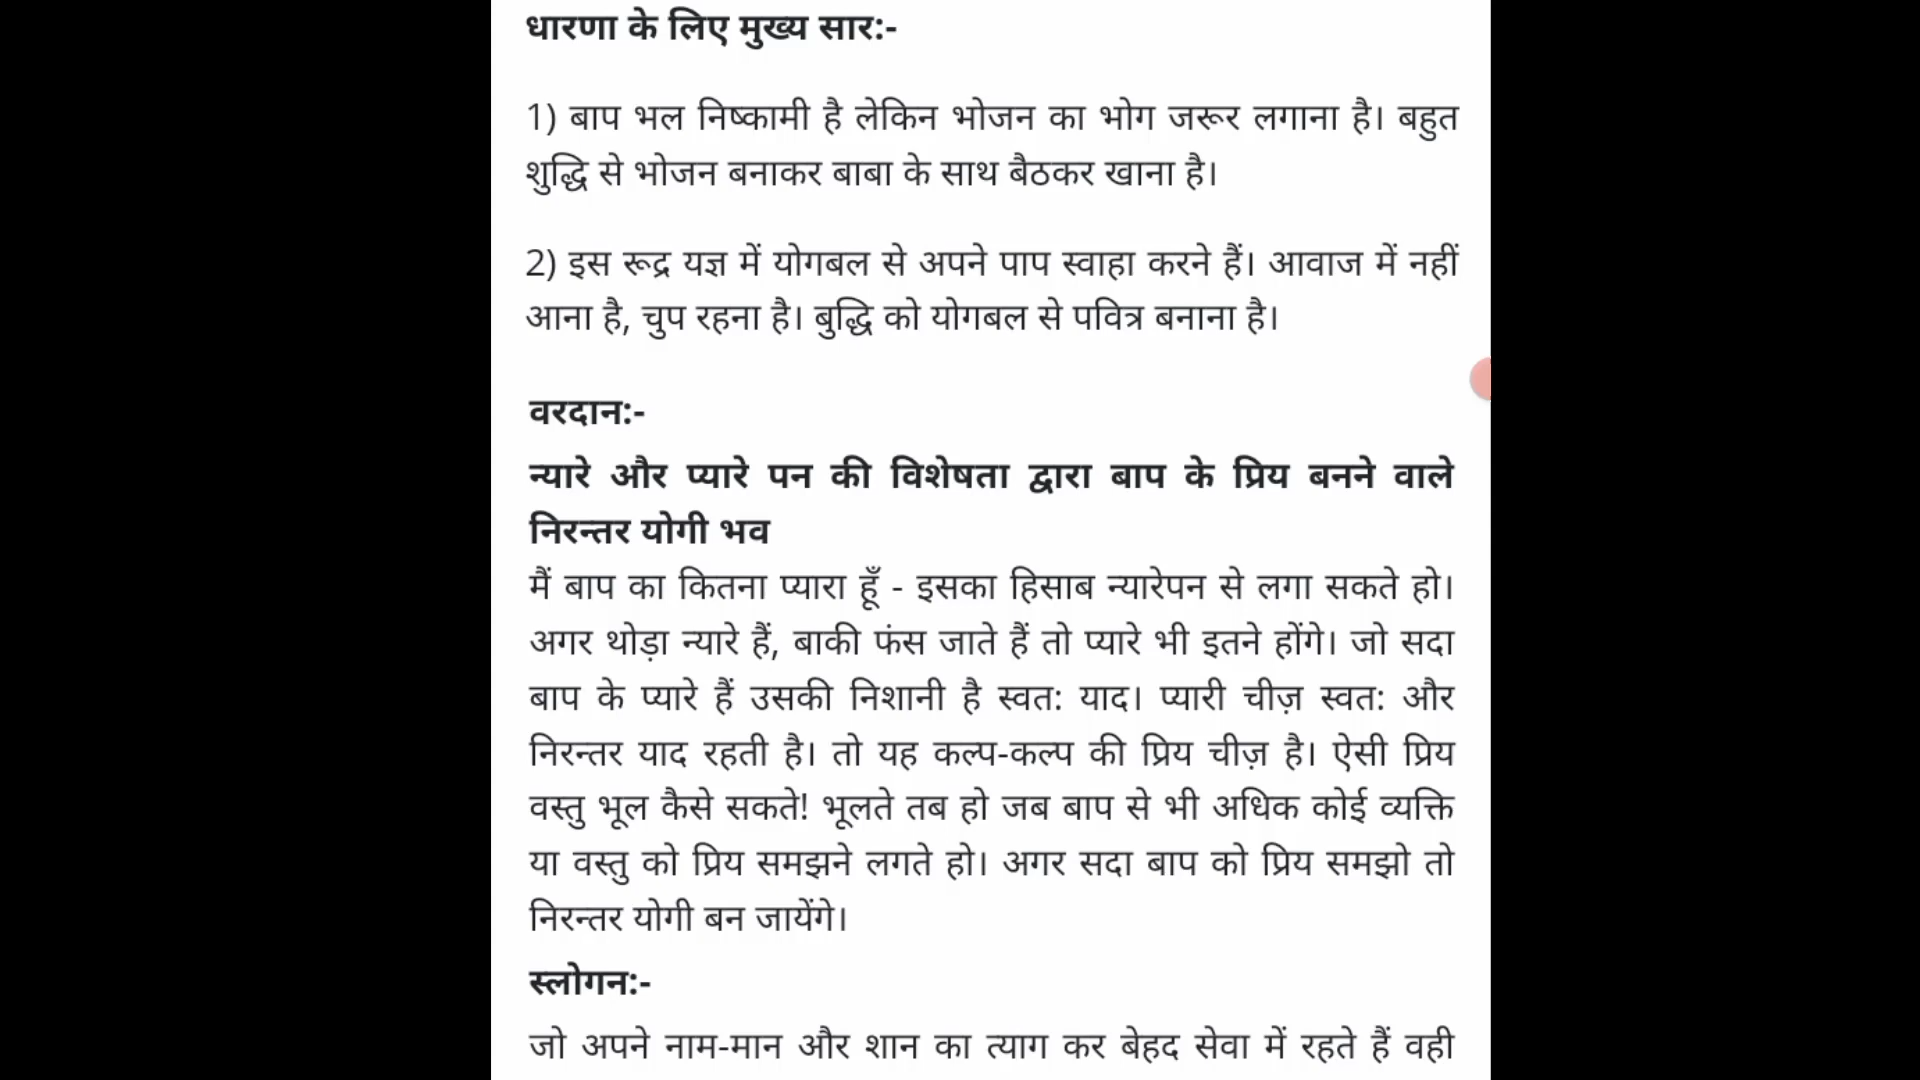 धारणा के लिए मुख्य सार:-
1) बाप भल निष्कामी है लेकिन भोजन का भोग जरूर लगाना है। बहुत
शुद्धि से भोजन बनाकर बाबा के साथ बैठकर खाना है।
2) इस रूद्र यज्ञ में योगबल से अपने पाप स्वाहा करने हैं। आवाज में नहीं
आना है, चुप रहना है। बुद्धि को योगबल से पवित्र बनाना है।
वरदान:-
न्यारे और प्यारे पन की विशेषता द्वारा बाप के प्रिय बनने वाले
निरन्तर योगी भव
मैं बाप का कितना प्यारा हूँ - इसका हिसाब न्यारेपन से लगा सकते हो।
अगर थोड़ा न्यारे हैं, बाकी फंस जाते हैं तो प्यारे भी इतने होंगे। जो सदा
बाप के प्यारे हैं उसकी निशानी है स्वत: याद। प्यारी चीज़ स्वत: और
निरन्तर याद रहती है। तो यह कल्प-कल्प की प्रिय चीज़ है। ऐसी प्रिय
वस्तु भूल कैसे सकते! भूलते तब हो जब बाप से भी अधिक कोई व्यक्ति
या वस्तु को प्रिय समझने लगते हो। अगर सदा बाप को प्रिय समझो तो
निरन्तर योगी बन जायेंगे।
स्लोगन:-
जो अपने नाम-मान और शान का त्याग कर बेहद सेवा में रहते हैं वही